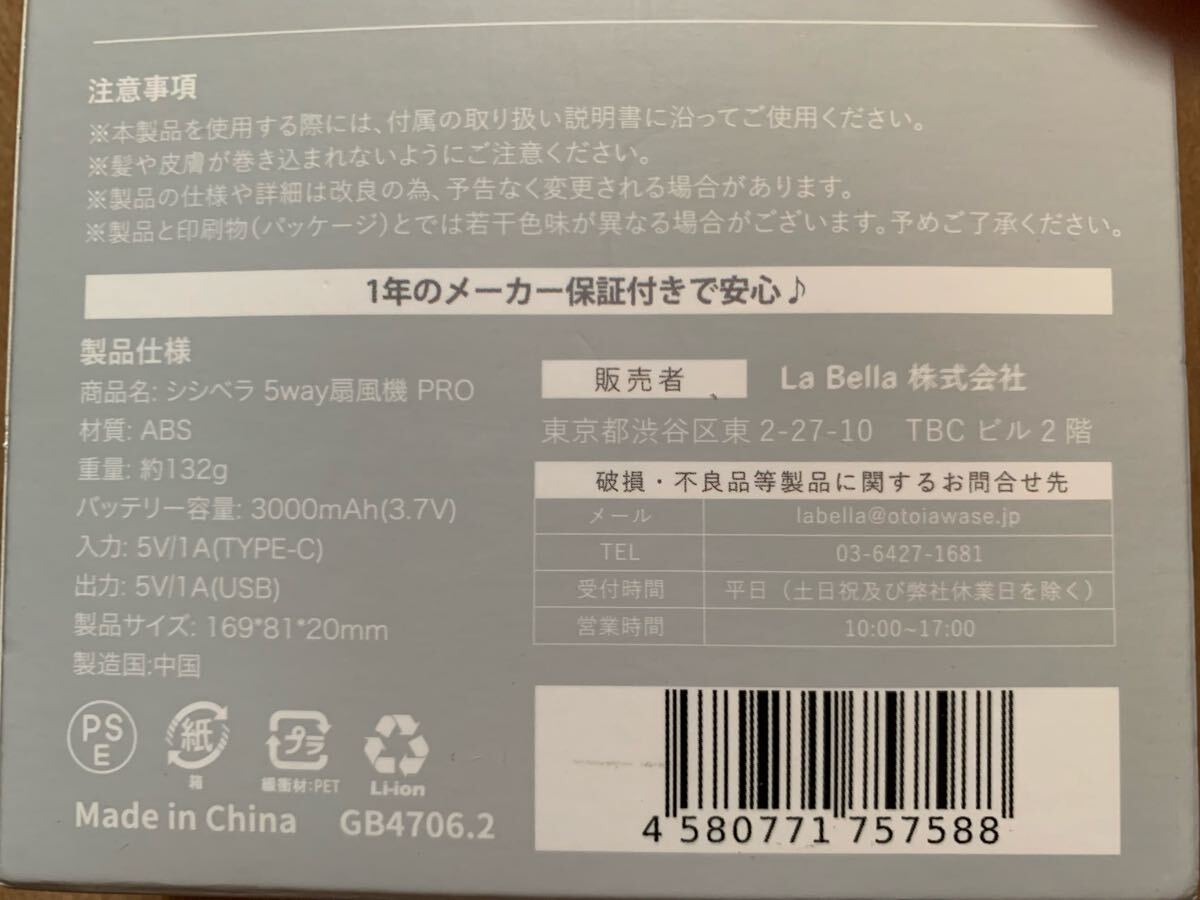 注意事項
※本製品を使用する際には、付属の取り扱い説明書に沿ってご使用ください。
※髪や皮膚が巻き込まれないようにご注意ください。
※製品の仕様や詳細は改良の為、予告なく変更される場合があります。
※製品と印刷物(パッケージ)とでは若干色味が異なる場合がございます。予めご了承ください。
1年のメーカー保証付きで安心♪
製品仕様
商品名: シシベラ 5way扇風機 PRO
材質: ABS
重量: 約132g
バッテリー容量: 3000mAh(3.7V)
入力: 5V/1A(TYPE-C)
出力: 5V/1A(USB)
製品サイズ: 169*81*20mm
製造国:中国
販売者 La Bella 株式会社
東京都渋谷区東 2-27-10 TBC ビル 2 階
破損・不良品等製品に関するお問合せ先
メール labella@otoiawase.jp
TEL 03-6427-1681
受付時間 平日(土日祝及び弊社休業日を除く)
営業時間 10:00~17:00
PS
E
紙
箱
プラ
緩衝材:PET
Li-ion
Made in China GB4706.2
4 580771 757588